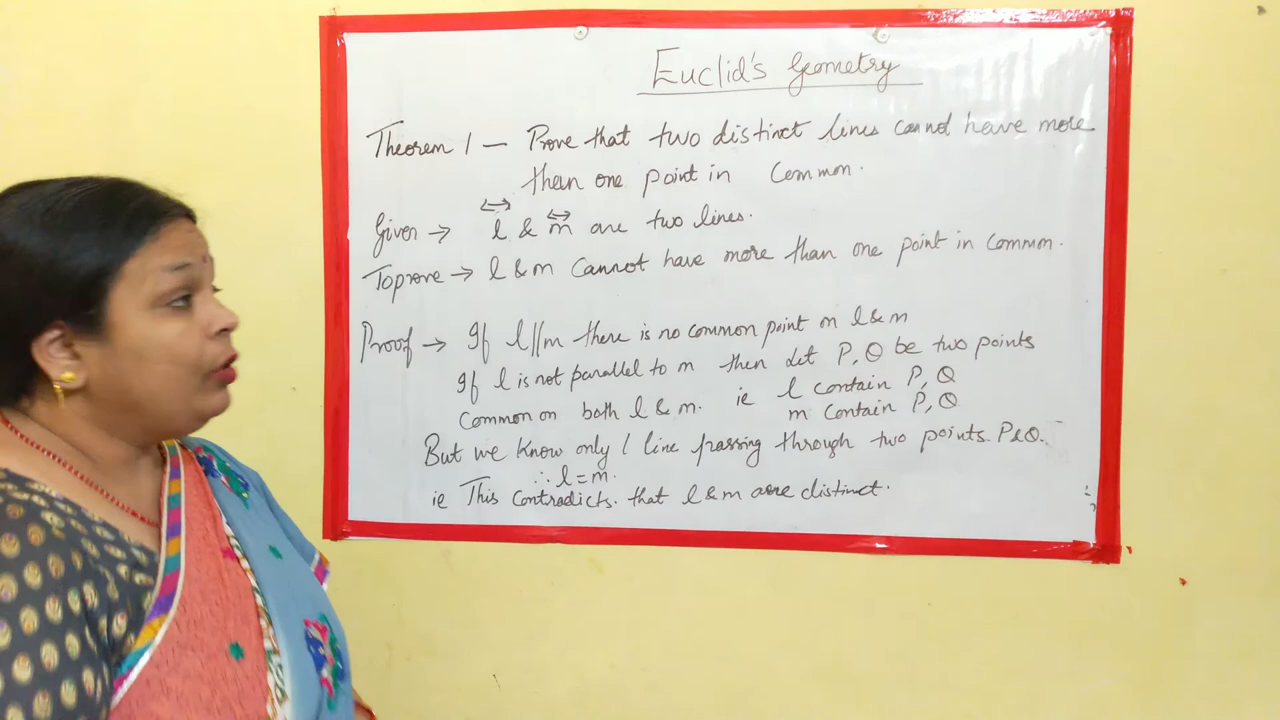 Euclid's Geometry
Theorem 1 — Prove that two distinct lines cannot have more
than one point in common.
Given → l & m are two lines.
Toprove → l & m cannot have more than one point in common.
Proof → If l||m there is no common point on l & m
If l is not parallel to m then Let P, Q be two points
Common on both l & m. ie l contain P, Q
m contain P, Q
But we know only 1 line passing through two points. P & Q.
∴ l = m.
ie This contradicts. that l & m are distinct.